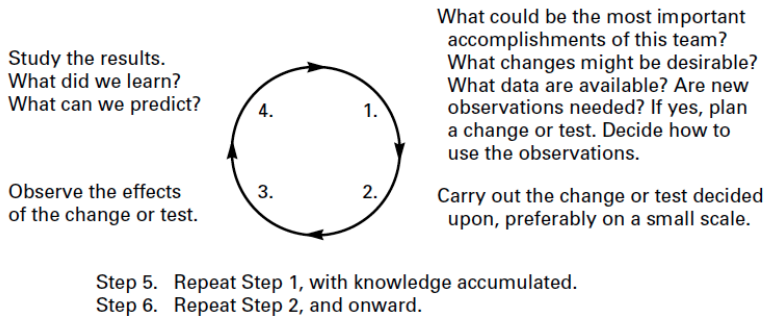 What could be the most important
accomplishments of this team?
What changes might be desirable?
What data are available? Are new
observations needed? If yes, plan
a change or test. Decide how to
use the observations.
1.
Carry out the change or test decided
upon, preferably on a small scale.
2.
Observe the effects
of the change or test.
3.
Study the results.
What did we learn?
What can we predict?
4.
Step 5. Repeat Step 1, with knowledge accumulated.
Step 6. Repeat Step 2, and onward.